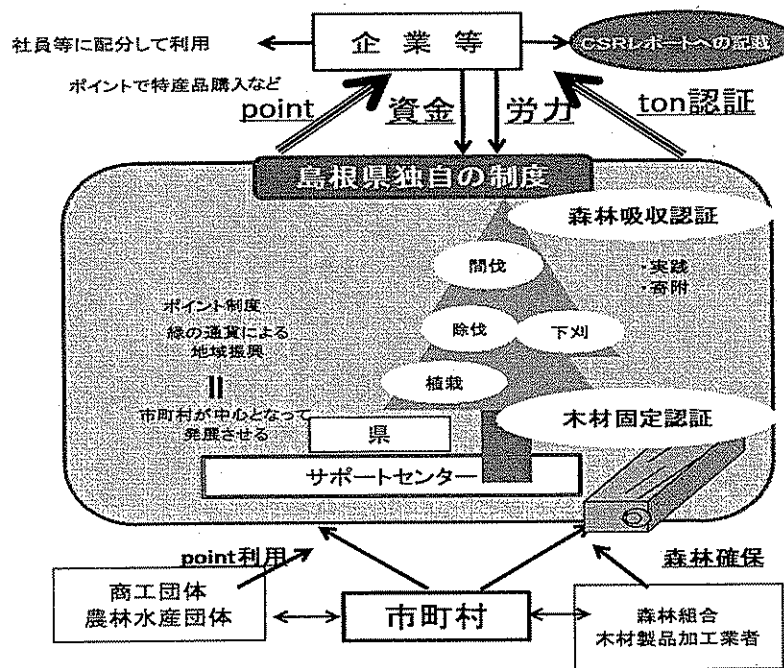 企 業 等
社員等に配分して利用
CSRレポートへの記載
ポイントで特産品購入など
point
資金
労力
ton認証
島根県独自の制度
森林吸収認証
間伐
・実践
・寄附
ポイント制度
緑の通貨による
地域振興
除伐
下刈
=
植栽
市町村が中心となって
発展させる
木材固定認証
県
サポートセンター
point利用
森林確保
商工団体
農林水産団体
市町村
森林組合
木材製品加工業者